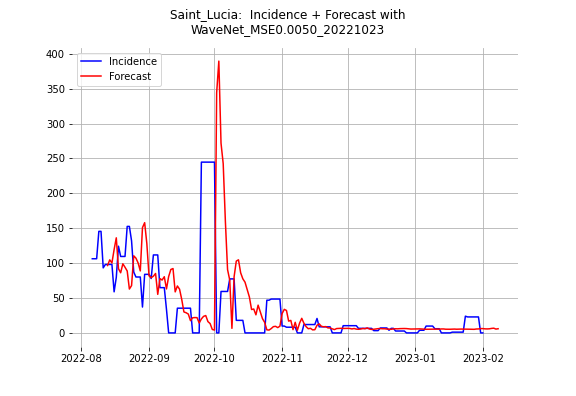 Saint_Lucia:  Incidence + Forecast with
WaveNet_MSE0.0050_20221023
Incidence
Forecast
400
350
300
250
200
150
100
50
0
2022-08 2022-09 2022-10 2022-11 2022-12 2023-01 2023-02